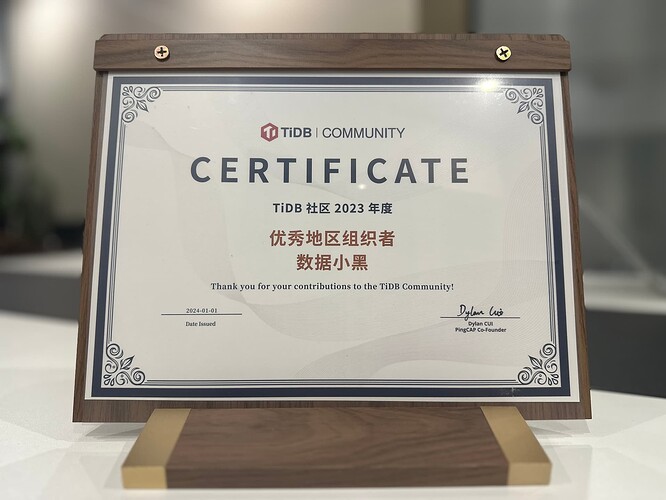 TiDB | COMMUNITY
CERTIFICATE
TiDB 社区 2023 年度
优秀地区组织者
数据小黑
Thank you for your contributions to the TiDB Community!
2024-01-01
Date Issued
Dylan Cui
Dylan CUI
PingCAP Co-Founder